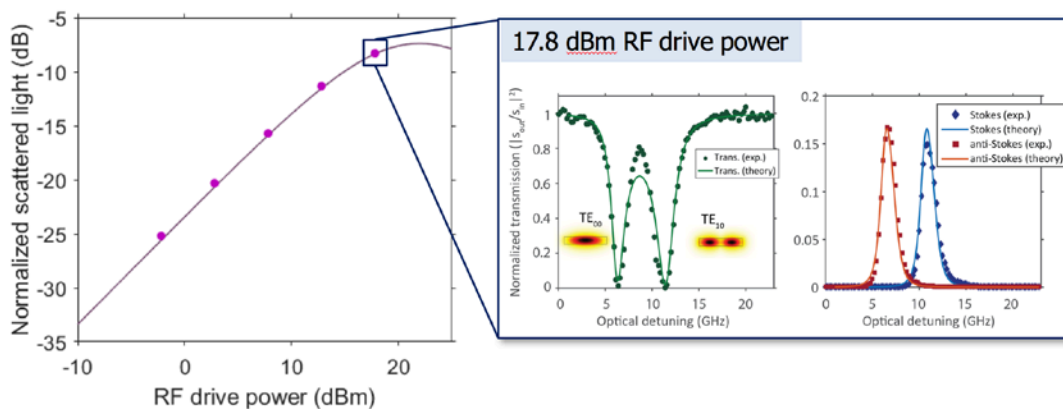 Normalized scattered light (dB)
-5
-10
-15
-20
-25
-30
-35
-10
0
10
20
RF drive power (dBm)
17.8 dBm RF drive power
Normalized transmission (|s_out/s_in|²)
1
0.8
0.6
0.4
0.2
0
Trans. (exp.)
Trans. (theory)
TE₀₀
TE₁₀
0
5
10
15
20
Optical detuning (GHz)
0.2
0.15
0.1
0.05
0
Stokes (exp.)
Stokes (theory)
anti-Stokes (exp.)
anti-Stokes (theory)
0
5
10
15
20
Optical detuning (GHz)